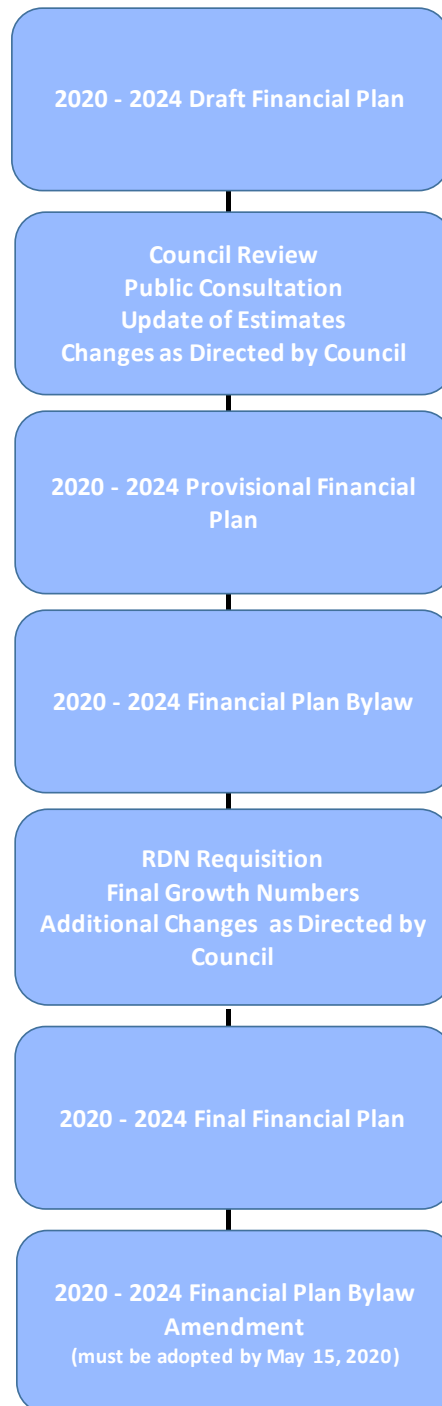 2020 - 2024 Draft Financial Plan
Council Review
Public Consultation
Update of Estimates
Changes as Directed by Council
2020 - 2024 Provisional Financial
Plan
2020 - 2024 Financial Plan Bylaw
RDN Requisition
Final Growth Numbers
Additional Changes as Directed by
Council
2020 - 2024 Final Financial Plan
2020 - 2024 Financial Plan Bylaw
Amendment
(must be adopted by May 15, 2020)